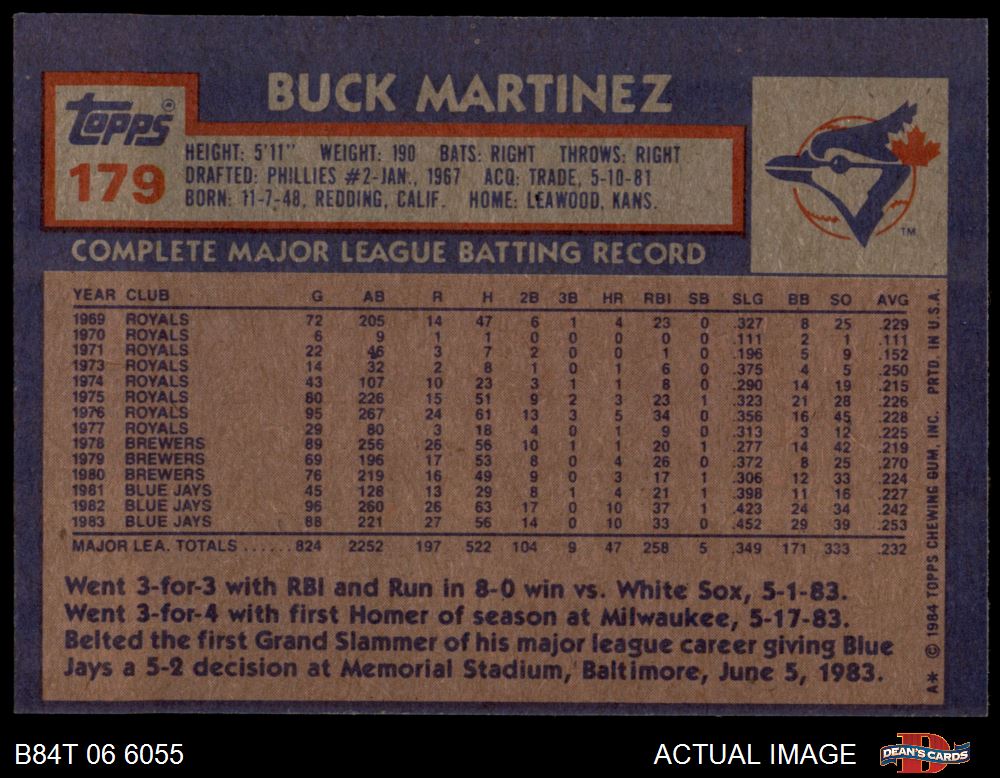 BUCK MARTINEZ
Topps®
179
HEIGHT: 5'11" WEIGHT: 190 BATS: RIGHT THROWS: RIGHT
DRAFTED: PHILLIES #2-JAN., 1967 ACQ: TRADE, 5-10-81
BORN: 11-7-48, REDDING, CALIF. HOME: LEAWOOD, KANS.
TM
COMPLETE MAJOR LEAGUE BATTING RECORD
YEAR CLUB G AB R H 2B 3B HR RBI SB SLG BB SO AVG
1969 ROYALS 72 205 14 47 6 1 4 23 0 .327 8 25 .229
1970 ROYALS 6 9 1 1 0 0 0 0 0 .111 2 1 .111
1971 ROYALS 22 46 3 7 2 0 0 1 0 .196 5 9 .152
1973 ROYALS 14 32 2 8 1 0 1 6 0 .375 4 5 .250
1974 ROYALS 43 107 10 23 3 1 1 8 0 .290 14 19 .215
1975 ROYALS 80 226 15 51 9 2 3 23 1 .323 21 28 .226
1976 ROYALS 95 267 24 61 13 3 5 34 0 .356 16 45 .228
1977 ROYALS 29 80 3 18 4 0 1 9 0 .313 3 12 .225
1978 BREWERS 89 256 26 56 10 1 1 20 1 .277 14 42 .219
1979 BREWERS 69 196 17 53 8 0 4 26 0 .372 8 25 .270
1980 BREWERS 76 219 16 49 9 0 3 17 1 .306 12 33 .224
1981 BLUE JAYS 45 128 13 29 8 1 4 21 1 .398 11 16 .227
1982 BLUE JAYS 96 260 26 63 17 0 10 37 1 .423 24 34 .242
1983 BLUE JAYS 88 221 27 56 14 0 10 33 0 .452 29 39 .253
MAJOR LEA. TOTALS ...... 824 2252 197 522 104 9 47 258 5 .349 171 333 .232
Went 3-for-3 with RBI and Run in 8-0 win vs. White Sox, 5-1-83.
Went 3-for-4 with first Homer of season at Milwaukee, 5-17-83.
Belted the first Grand Slammer of his major league career giving Blue
Jays a 5-2 decision at Memorial Stadium, Baltimore, June 5, 1983.
A* © 1984 TOPPS CHEWING GUM, INC. PRTD. IN U.S.A.
B84T 06 6055
ACTUAL IMAGE
D
DEAN'S CARDS